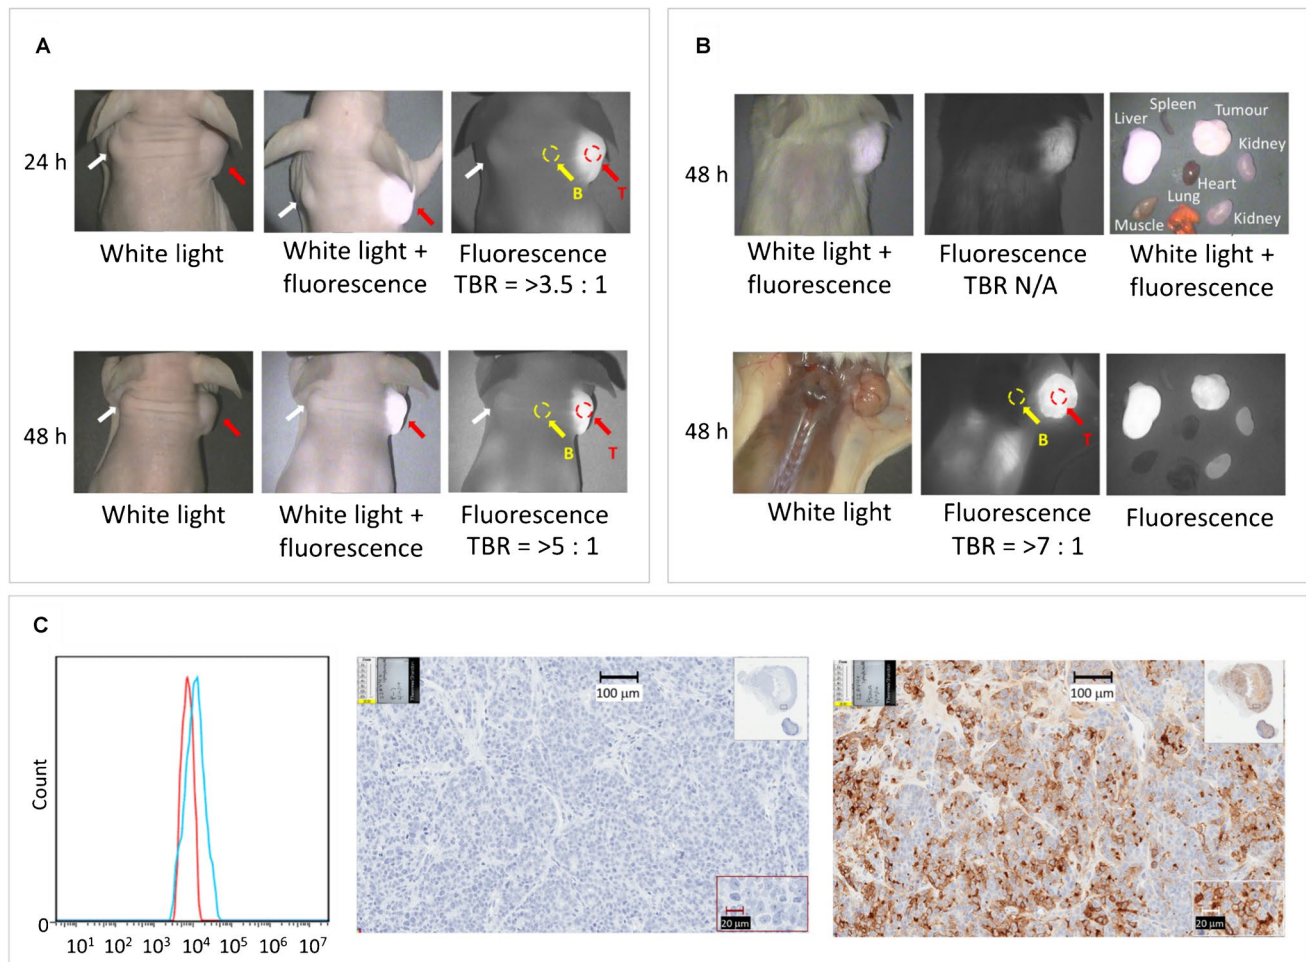 A
24 h
White light
White light +
fluorescence
B
T
Fluorescence
TBR = >3.5 : 1
48 h
White light
White light +
fluorescence
B
T
Fluorescence
TBR = >5 : 1
B
48 h
White light +
fluorescence
Fluorescence
TBR N/A
Spleen
Liver
Tumour
Kidney
Heart
Lung
Muscle
Kidney
White light +
fluorescence
48 h
White light
B
T
Fluorescence
TBR = >7 : 1
Fluorescence
C
Count
0
10¹ 10² 10³ 10⁴ 10⁵ 10⁶ 10⁷
100 µm
20 µm
100 µm
20 µm